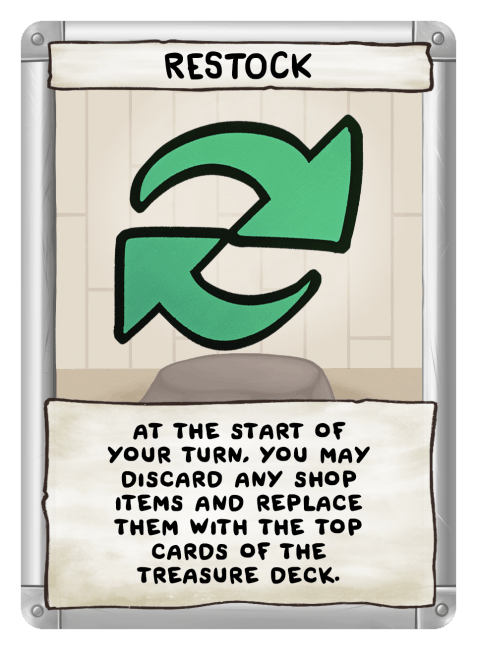 RESTOCK
AT THE START OF
YOUR TURN, YOU MAY
DISCARD ANY SHOP
ITEMS AND REPLACE
THEM WITH THE TOP
CARDS OF THE
TREASURE DECK.